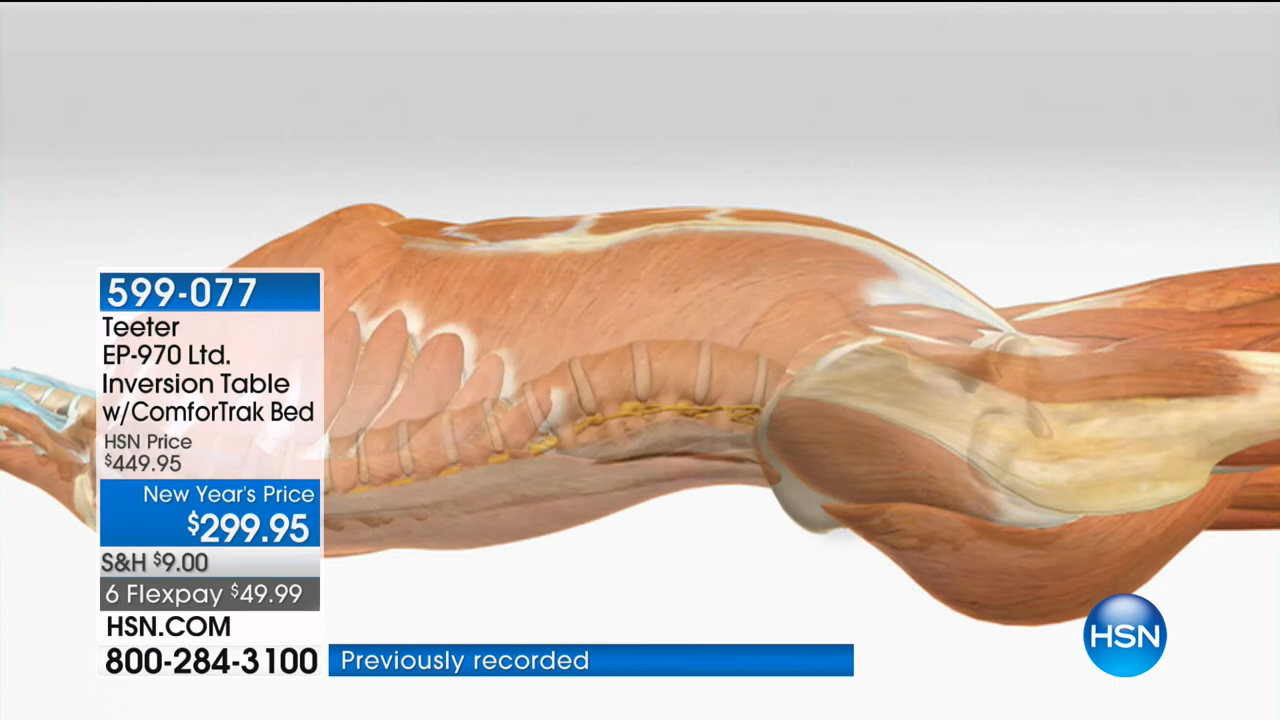 599-077
Teeter
EP-970 Ltd.
Inversion Table
w/ComforTrak Bed
HSN Price
$449.95
New Year's Price
$299.95
S&H $9.00
6 Flexpay $49.99
HSN.COM
800-284-3100
Previously recorded
HSN